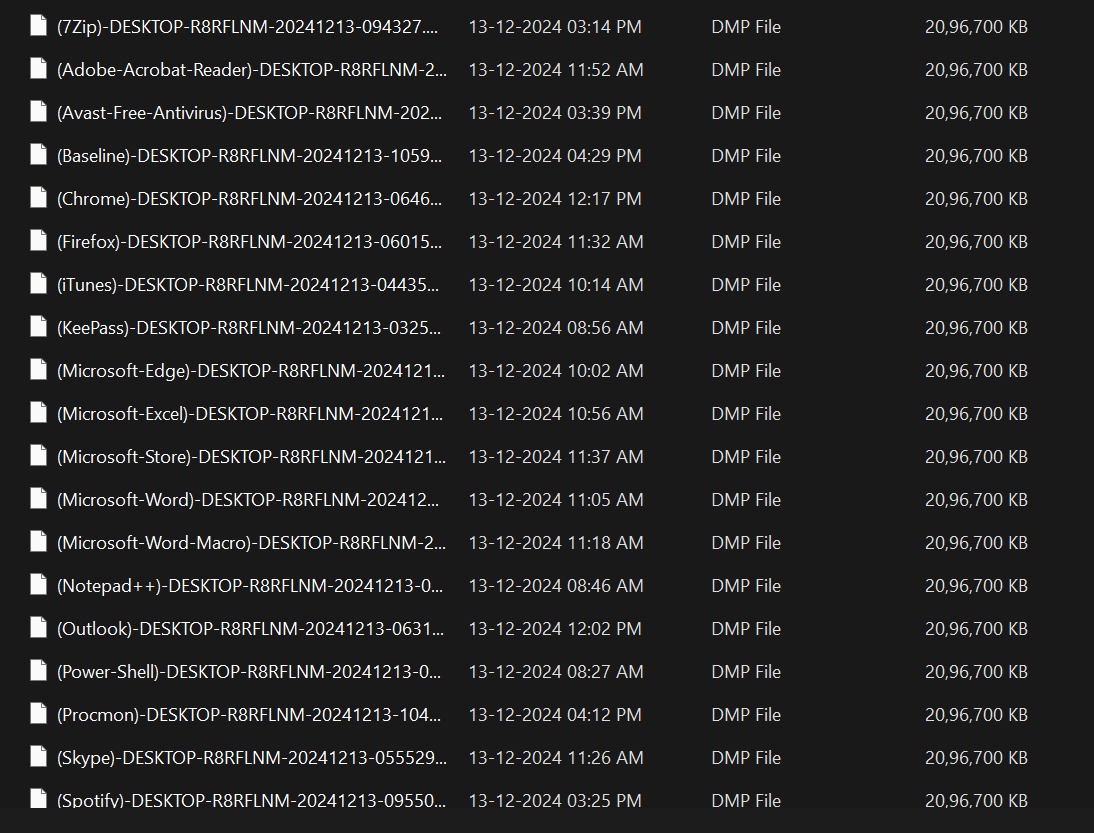 (7Zip)-DESKTOP-R8RFLNM-20241213-094327.... 13-12-2024 03:14 PM DMP File 20,96,700 KB
(Adobe-Acrobat-Reader)-DESKTOP-R8RFLNM-2... 13-12-2024 11:52 AM DMP File 20,96,700 KB
(Avast-Free-Antivirus)-DESKTOP-R8RFLNM-202... 13-12-2024 03:39 PM DMP File 20,96,700 KB
(Baseline)-DESKTOP-R8RFLNM-20241213-1059... 13-12-2024 04:29 PM DMP File 20,96,700 KB
(Chrome)-DESKTOP-R8RFLNM-20241213-0646... 13-12-2024 12:17 PM DMP File 20,96,700 KB
(Firefox)-DESKTOP-R8RFLNM-20241213-06015... 13-12-2024 11:32 AM DMP File 20,96,700 KB
(iTunes)-DESKTOP-R8RFLNM-20241213-04435... 13-12-2024 10:14 AM DMP File 20,96,700 KB
(KeePass)-DESKTOP-R8RFLNM-20241213-0325... 13-12-2024 08:56 AM DMP File 20,96,700 KB
(Microsoft-Edge)-DESKTOP-R8RFLNM-2024121... 13-12-2024 10:02 AM DMP File 20,96,700 KB
(Microsoft-Excel)-DESKTOP-R8RFLNM-2024121... 13-12-2024 10:56 AM DMP File 20,96,700 KB
(Microsoft-Store)-DESKTOP-R8RFLNM-2024121... 13-12-2024 11:37 AM DMP File 20,96,700 KB
(Microsoft-Word)-DESKTOP-R8RFLNM-202412... 13-12-2024 11:05 AM DMP File 20,96,700 KB
(Microsoft-Word-Macro)-DESKTOP-R8RFLNM-2... 13-12-2024 11:18 AM DMP File 20,96,700 KB
(Notepad++)-DESKTOP-R8RFLNM-20241213-0... 13-12-2024 08:46 AM DMP File 20,96,700 KB
(Outlook)-DESKTOP-R8RFLNM-20241213-0631... 13-12-2024 12:02 PM DMP File 20,96,700 KB
(Power-Shell)-DESKTOP-R8RFLNM-20241213-0... 13-12-2024 08:27 AM DMP File 20,96,700 KB
(Procmon)-DESKTOP-R8RFLNM-20241213-104... 13-12-2024 04:12 PM DMP File 20,96,700 KB
(Skype)-DESKTOP-R8RFLNM-20241213-055529... 13-12-2024 11:26 AM DMP File 20,96,700 KB
(Spotify)-DESKTOP-R8RFLNM-20241213-09550... 13-12-2024 03:25 PM DMP File 20,96,700 KB